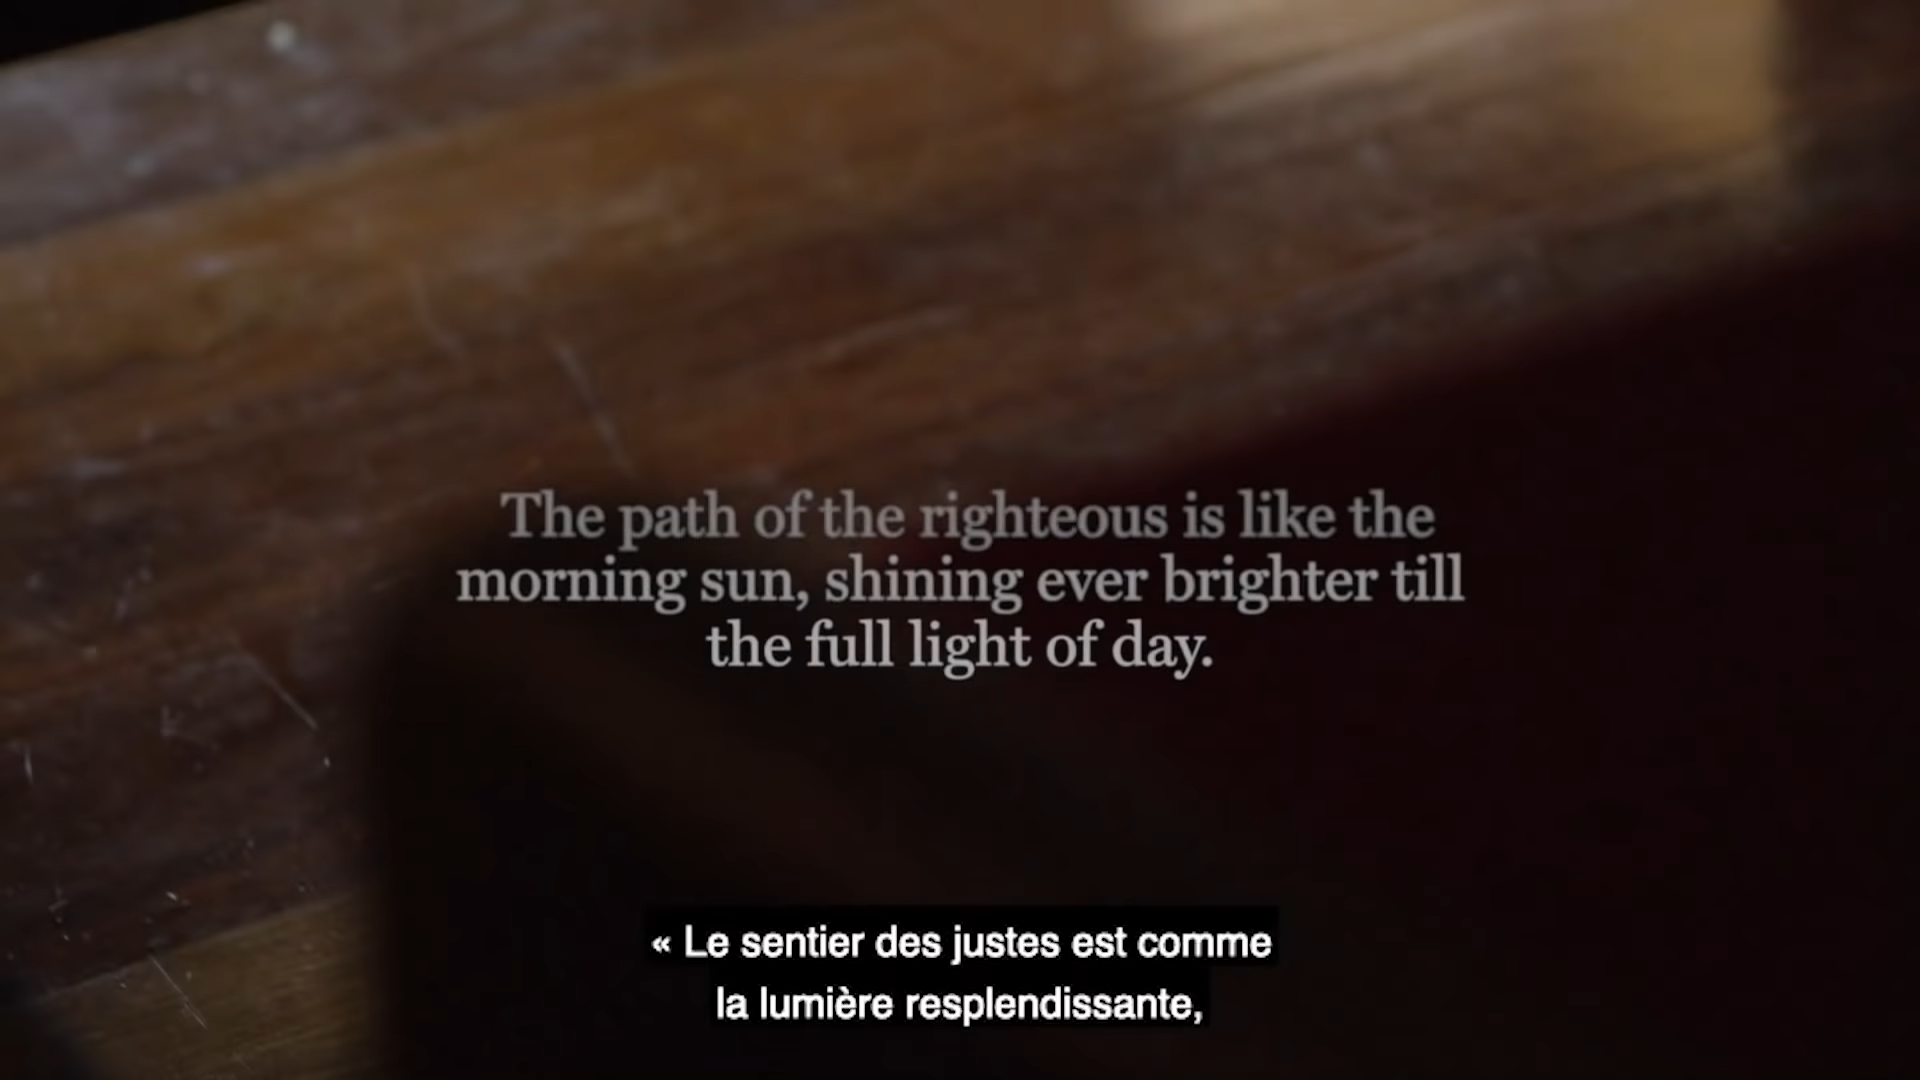 The path of the righteous is like the
morning sun, shining ever brighter till
the full light of day.
« Le sentier des justes est comme
la lumière resplendissante,